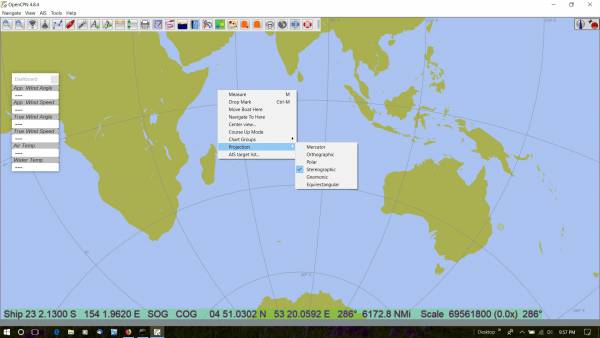 OpenCPN 4.8.4
Navigate View AIS Tools Help
Dashboard
App. Wind Angle
----
App. Wind Speed
----
True Wind Angle
----
True Wind Speed
----
Air Temp.
----
Water Temp.
----
Measure M
Drop Mark Ctrl-M
Move Boat Here
Navigate To Here
Center view...
Course Up Mode
Chart Groups
Projection
AIS target list...
Mercator
Orthographic
Polar
Stereographic
Gnomonic
Equirectangular
Ship 23 2.1300 S 154 1.9620 E SOG COG 04 51.0302 N 53 20.0592 E 286° 6172.8 NMi Scale 69561800 (0.0x) 286°
Desktop
9:57 PM